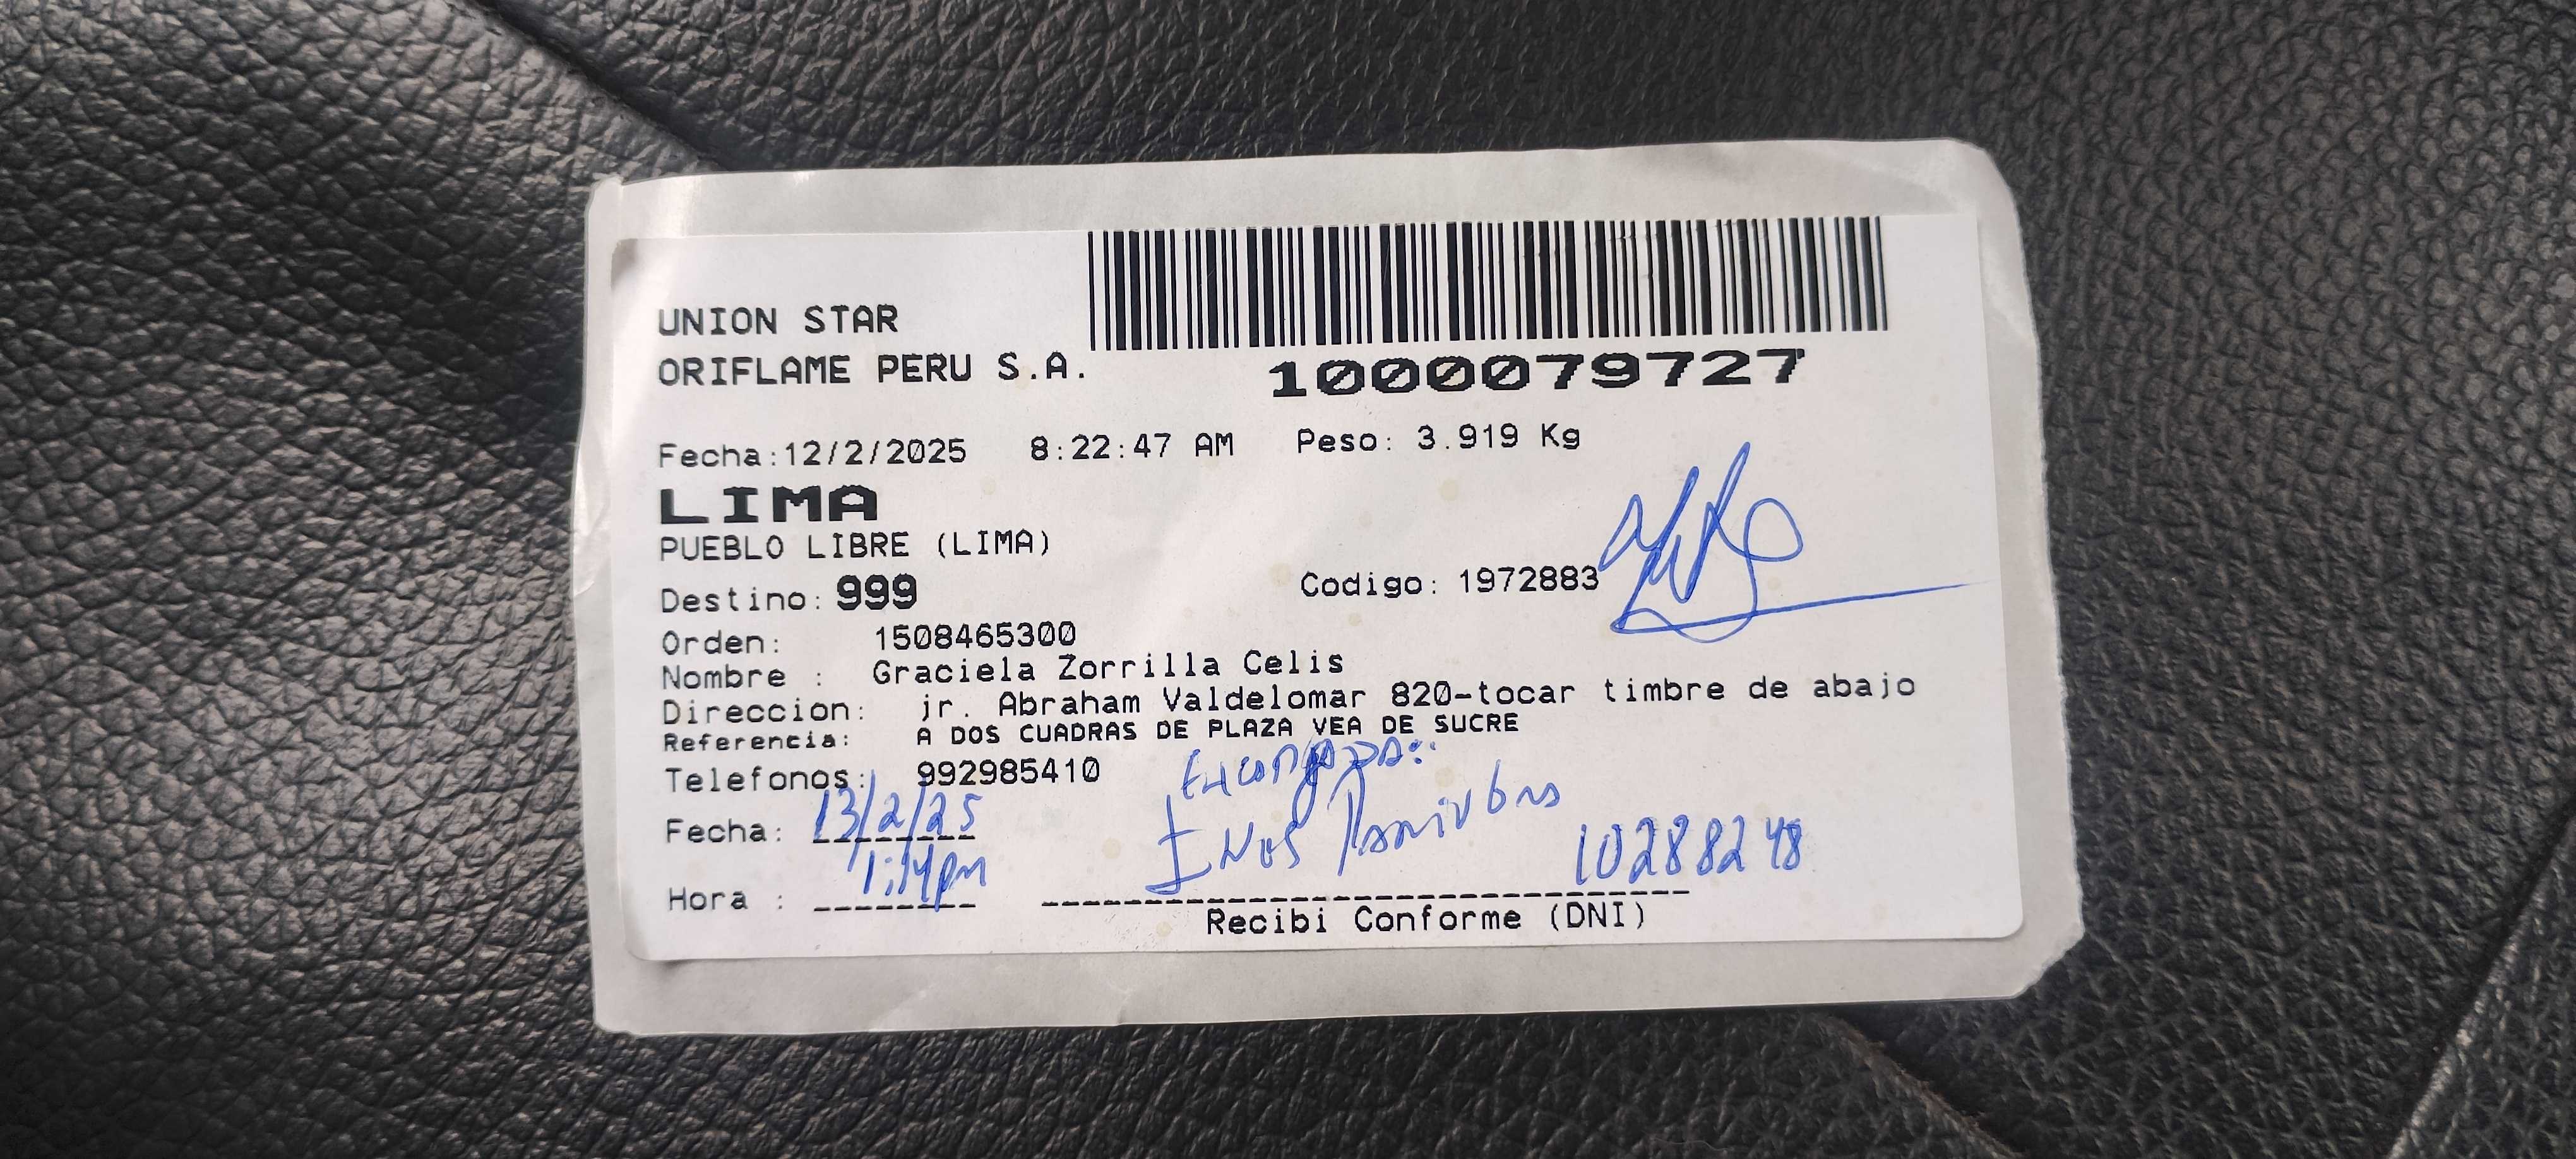 UNION STAR
ORIFLAME PERU S.A.
1000079727
Fecha:12/2/2025 8:22:47 AM Peso: 3.919 Kg
LIMA
PUEBLO LIBRE (LIMA)
Destino: 999 Codigo: 1972883
Orden: 1508465300
Nombre : Graciela Zorrilla Celis
Direccion: jr. Abraham Valdelomar 820-tocar timbre de abajo
Referencia: A DOS CUADRAS DE PLAZA VEA DE SUCRE
Telefonos: 992985410
Encargada:
Fecha: 13/2/25
10288248
Hora : 1:14pm
Recibi Conforme (DNI)